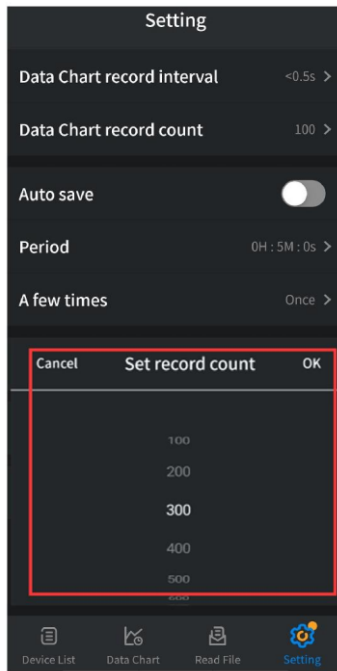 Setting
Data Chart record interval <0.5s >
Data Chart record count 100 >
Auto save
Period 0H : 5M : 0s >
A few times Once >
Cancel Set record count OK
100
200
300
400
500
600
Device List Data Chart Read File Setting